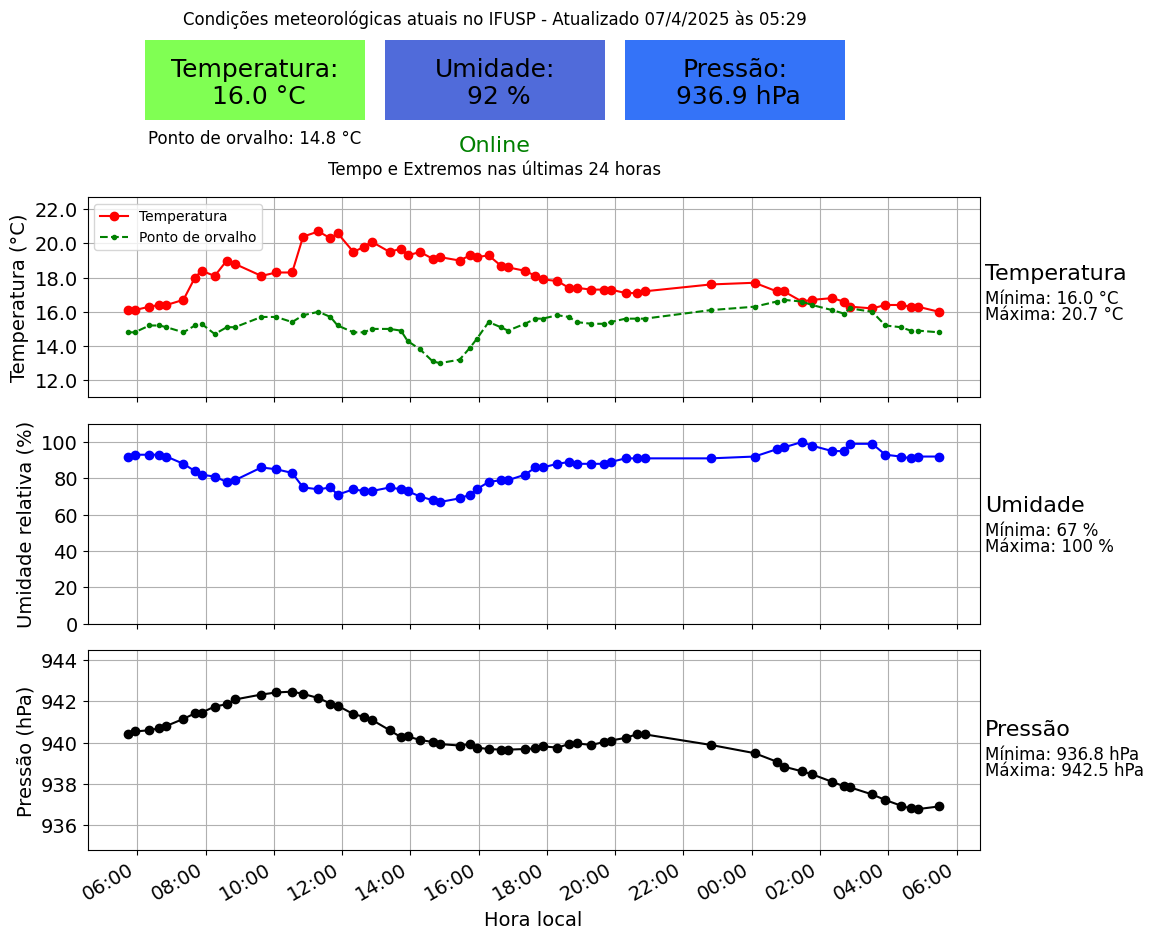 Condições meteorológicas atuais no IFUSP - Atualizado 07/4/2025 às 05:29
Temperatura:
16.0 °C
Umidade:
92 %
Pressão:
936.9 hPa
Ponto de orvalho: 14.8 °C
Online
Tempo e Extremos nas últimas 24 horas
Temperatura (°C)
22.0
20.0
18.0
16.0
14.0
12.0
Temperatura
Ponto de orvalho
Temperatura
Mínima: 16.0 °C
Máxima: 20.7 °C
Umidade relativa (%)
100
80
60
40
20
0
Umidade
Mínima: 67 %
Máxima: 100 %
Pressão (hPa)
944
942
940
938
936
Pressão
Mínima: 936.8 hPa
Máxima: 942.5 hPa
06:00 08:00 10:00 12:00 14:00 16:00 18:00 20:00 22:00 00:00 02:00 04:00 06:00
Hora local